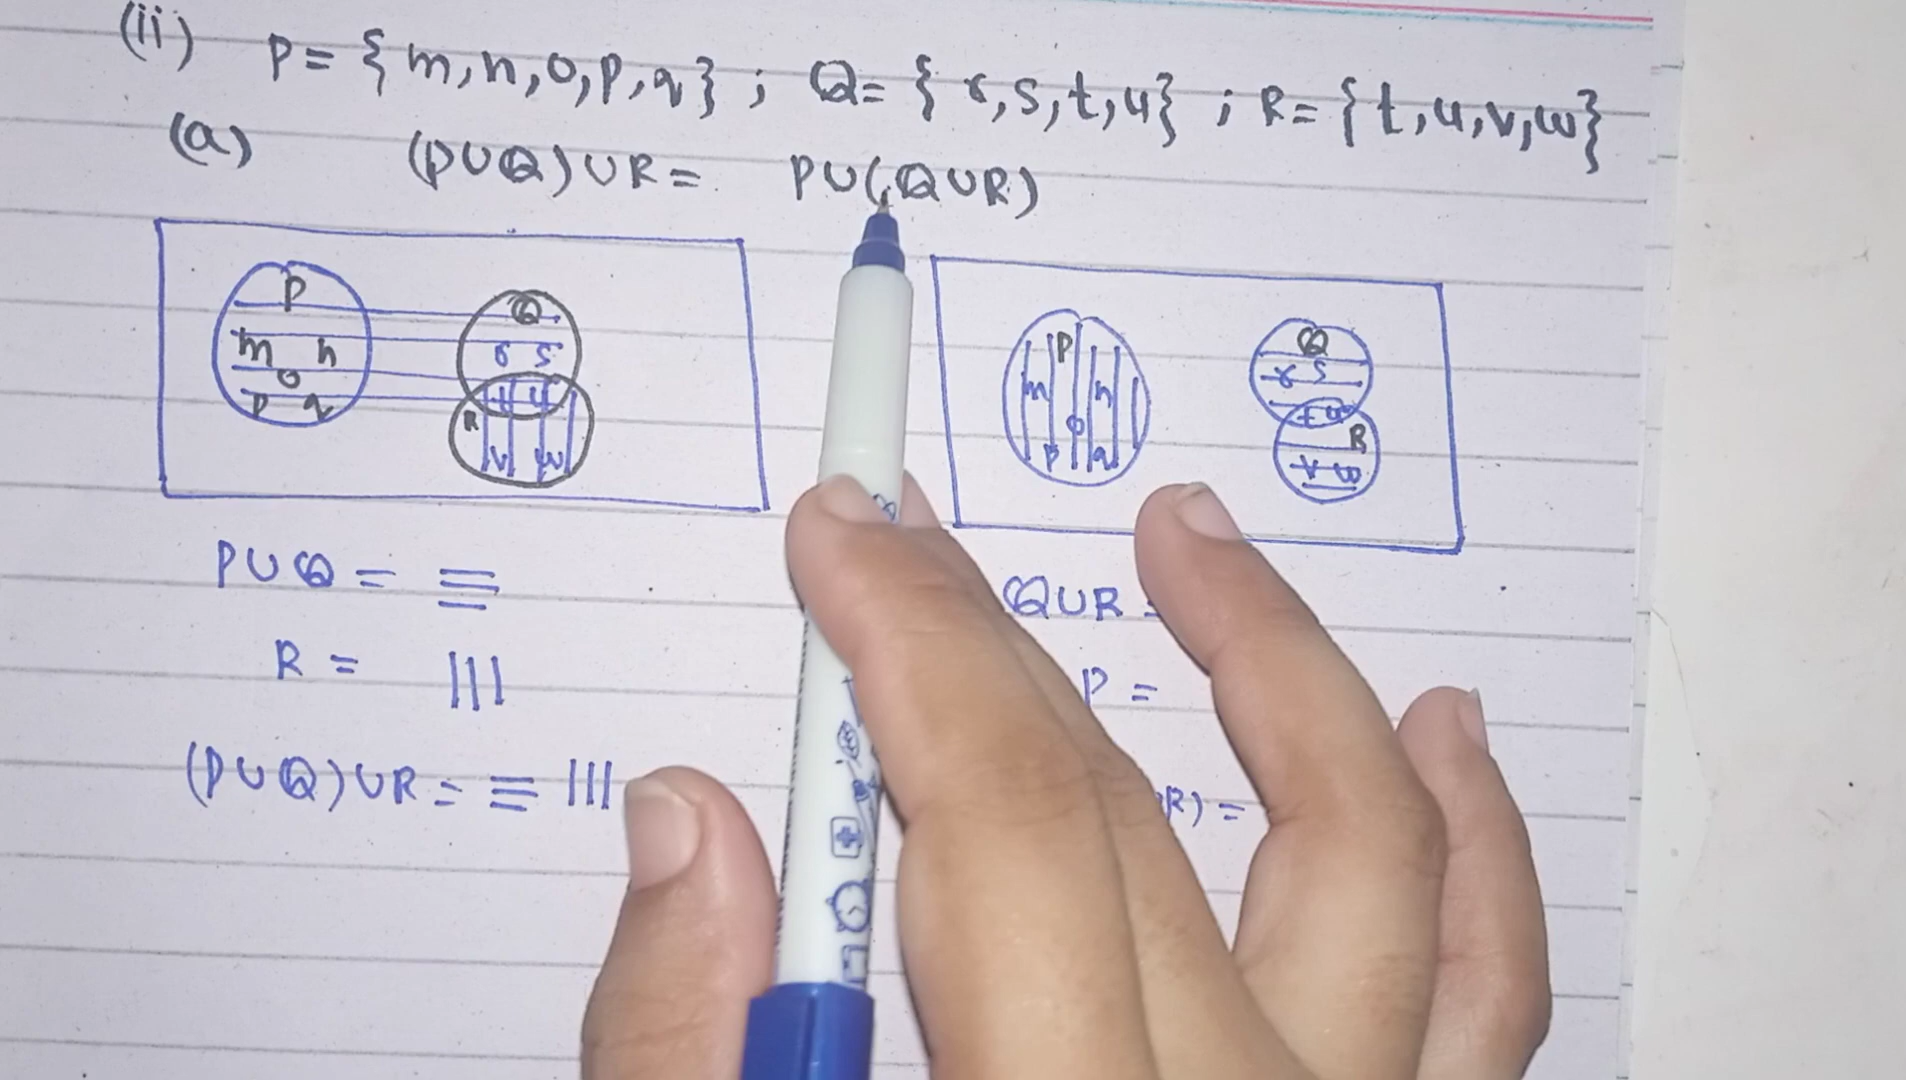 (ii) P = { m, n, o, p, q } ; Q = { r, s, t, u } ; R = { t, u, v, w }
(a) (P∪Q)∪R = P∪(Q∪R)
P
m n
o
p q
Q
r s
t u
R
v w
P
m n
o
p q
Q
r s
t u
R
v w
P∪Q = ≡
R = |||
(P∪Q)∪R = ≡ |||
Q∪R =
P =
R) =